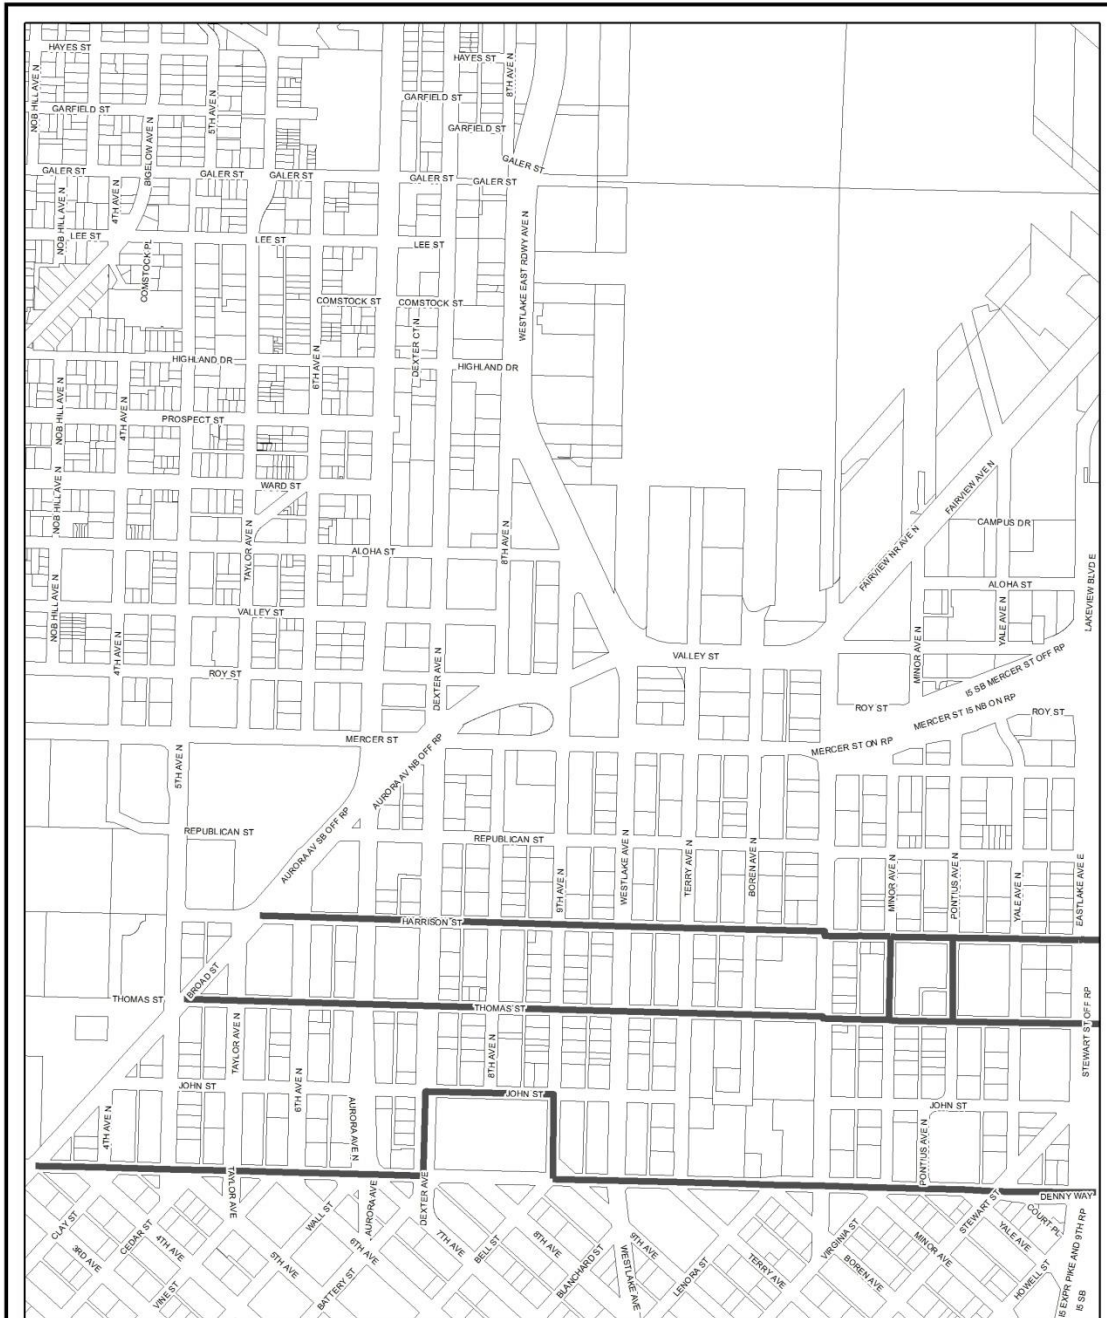 HAYES ST
HAYES ST
NOB HILL AVE N
BIGELOW AVE N
5TH AVE N
8TH AVE N
GARFIELD ST
GARFIELD ST
GARFIELD ST
GALER ST
GALER ST
GALER ST
GALER ST
GALER ST
GALER ST
NOB HILL AVE N
4TH AVE N
LEE ST
LEE ST
LEE ST
COMSTOCK PL
WESTLAKE EAST RDWY AVE N
COMSTOCK ST
COMSTOCK ST
HIGHLAND DR
6TH AVE N
DEXTER CT N
HIGHLAND DR
NOB HILL AVE N
4TH AVE N
PROSPECT ST
WARD ST
NOB HILL AVE N
FAIRVIEW AVE N
CAMPUS DR
TAYLOR AVE N
ALOHA ST
8TH AVE N
FAIRVIEW NR AVE N
ALOHA ST
LAKEVIEW BLVD E
NOB HILL AVE N
VALLEY ST
YALE AVE N
4TH AVE N
MINOR AVE N
VALLEY ST
ROY ST
DEXTER AVE N
I5 SB MERCER ST OFF RP
ROY ST
MERCER ST I5 NB ON RP
ROY ST
MERCER ST
MERCER ST ON RP
5TH AVE N
AURORA AV NB OFF RP
REPUBLICAN ST
AURORA AV SB OFF RP
REPUBLICAN ST
9TH AVE N
WESTLAKE AVE N
TERRY AVE N
BOREN AVE N
MINOR AVE N
PONTIUS AVE N
YALE AVE N
EASTLAKE AVE E
HARRISON ST
BROAD ST
THOMAS ST
THOMAS ST
STEWART ST OFF RP
TAYLOR AVE N
8TH AVE N
6TH AVE N
JOHN ST
JOHN ST
JOHN ST
4TH AVE N
AURORA AVE N
PONTIUS AVE N
DENNY WAY
TAYLOR AVE
AURORA AVE
DEXTER AVE
STEWART ST
COURT PL
CLAY ST
CEDAR ST
WALL ST
3RD AVE
4TH AVE
5TH AVE
6TH AVE
7TH AVE
BELL ST
8TH AVE
9TH AVE
VIRGINIA ST
MINOR AVE
YALE AVE
VINE ST
BATTERY ST
BLANCHARD ST
WESTLAKE AVE
LENORA ST
TERRY AVE
BOREN AVE
HOWELL ST
I5 EXPR PIKE AND 9TH RP
I5 SB